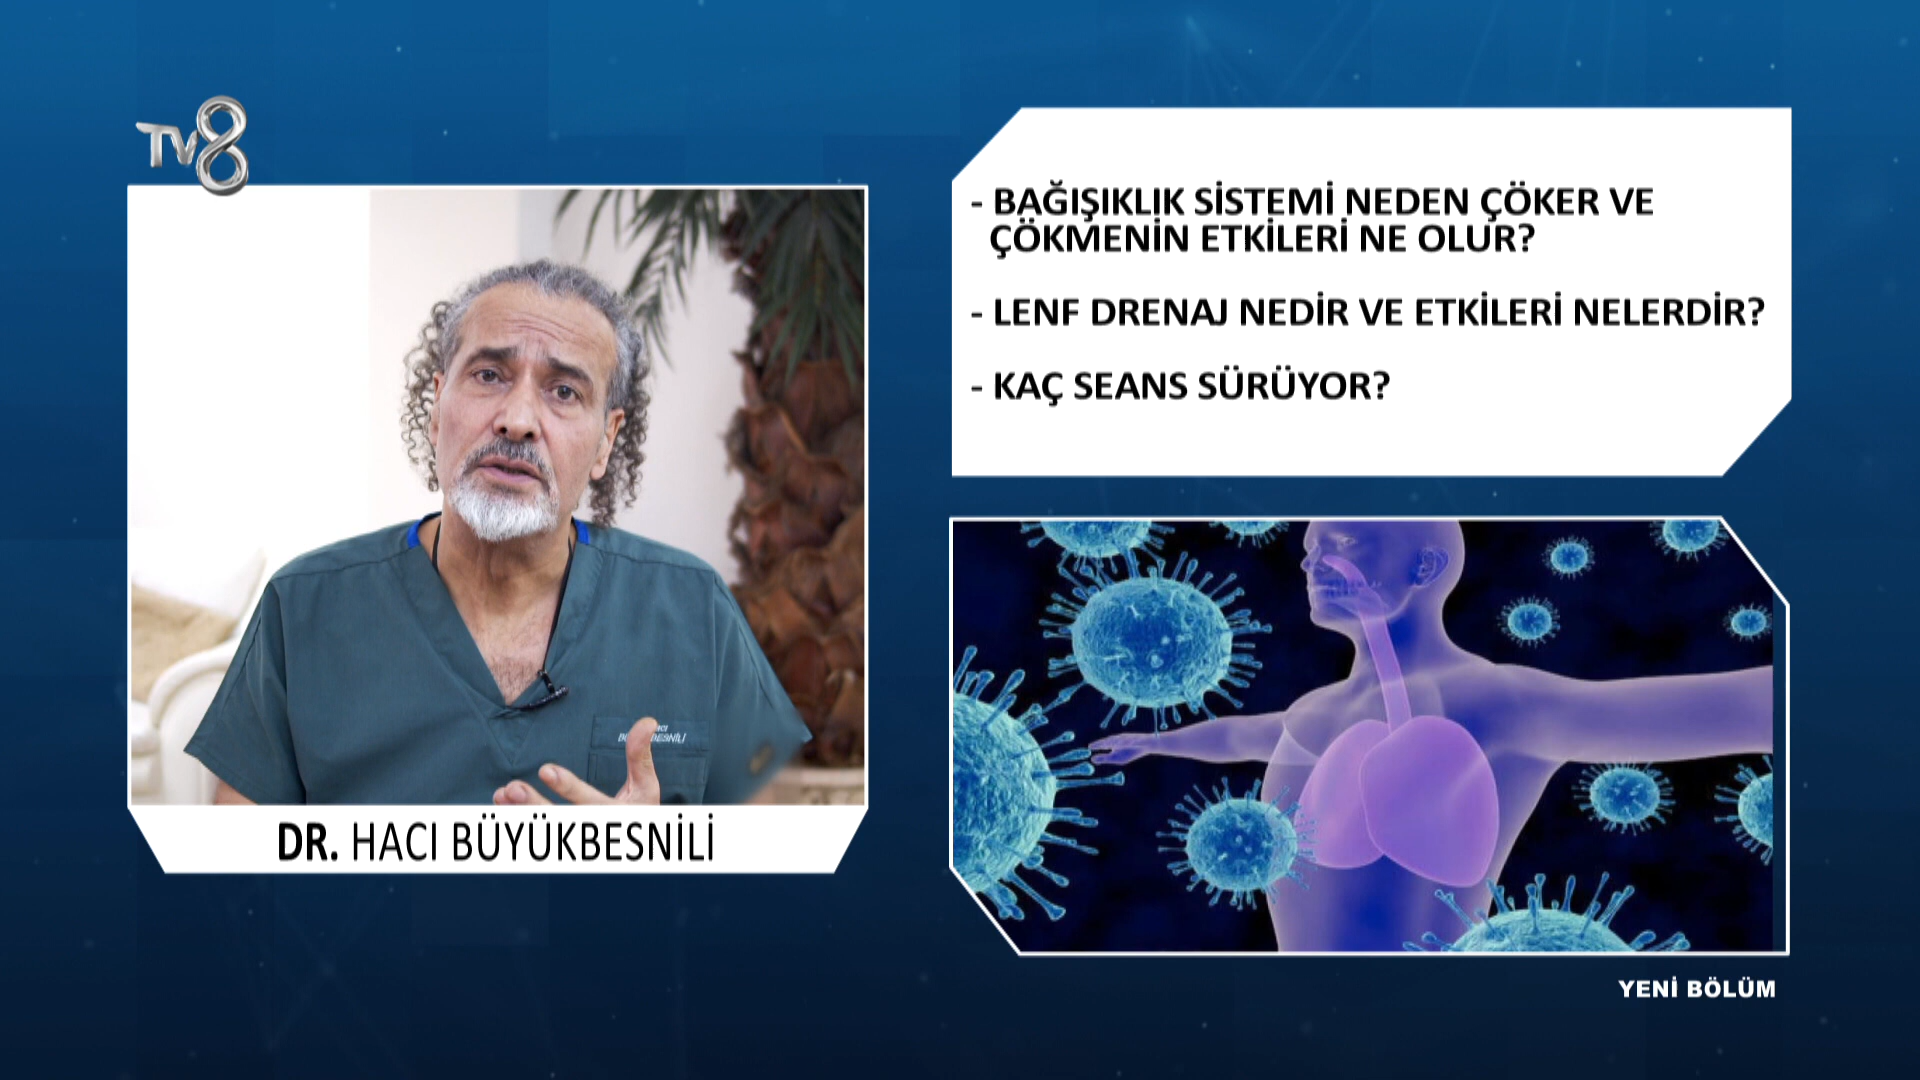 TV8
- BAĞIŞIKLIK SİSTEMİ NEDEN ÇÖKER VE
ÇÖKMENİN ETKİLERİ NE OLUR?
- LENF DRENAJ NEDİR VE ETKİLERİ NELERDİR?
- KAÇ SEANS SÜRÜYOR?
DR. HACI BÜYÜKBESNİLİ
YENİ BÖLÜM